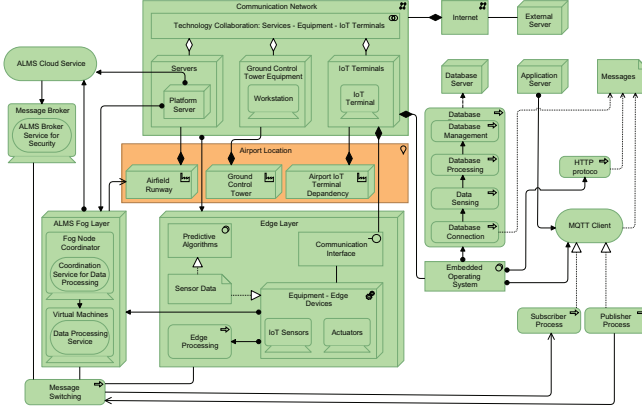 Communication Network
Technology Collaboration: Services - Equipment - IoT Terminals
Internet
External
Server
ALMS Cloud Service
Servers
Platform
Server
Ground Control
Tower Equipment
Workstation
IoT Terminals
IoT
Terminal
Database
Server
Application
Server
Messages
Message Broker
ALMS Broker
Service for
Security
Database
Database
Management
Database
Processing
Data
Sensing
Database
Connection
HTTP
protoco
Airport Location
Airfield
Runway
Ground
Control
Tower
Airport IoT
Terminal
Dependancy
MQTT Client
ALMS Fog Layer
Fog Node
Coordinator
Coordination
Service for Data
Processing
Virtual Machines
Data Processing
Service
Edge Layer
Predictive
Algorithms
Communication
Interface
Sensor Data
Equipment - Edge
Devices
IoT Sensors
Actuators
Edge
Processing
Embedded
Operating
System
Subscriber
Process
Publisher
Process
Message
Switching